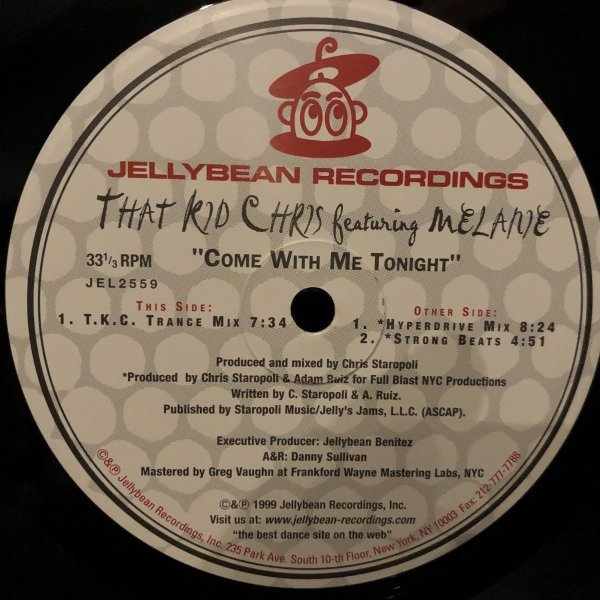 JELLYBEAN RECORDINGS
THAT KID CHRIS featuring MELANIE
33 1/3 RPM
"COME WITH ME TONIGHT"
JEL2559
THIS SIDE:
1. T.K.C. TRANCE MIX 7:34
OTHER SIDE:
1. *HYPERDRIVE MIX 8:24
2. *STRONG BEATS 4:51
Produced and mixed by Chris Staropoli
*Produced by Chris Staropoli & Adam Ruiz for Full Blast NYC Productions
Written by C. Staropoli & A. Ruiz.
Published by Staropoli Music/Jelly's Jams, L.L.C. (ASCAP).
Executive Producer: Jellybean Benitez
A&R: Danny Sullivan
Mastered by Greg Vaughn at Frankford Wayne Mastering Labs, NYC
©&℗ 1999 Jellybean Recordings, Inc.
Visit us at: www.jellybean-recordings.com
"the best dance site on the web"
©&℗ Jellybean Recordings, Inc. 235 Park Ave. South 10-th Floor, New York, NY 10003 Fax. 212-777-7788